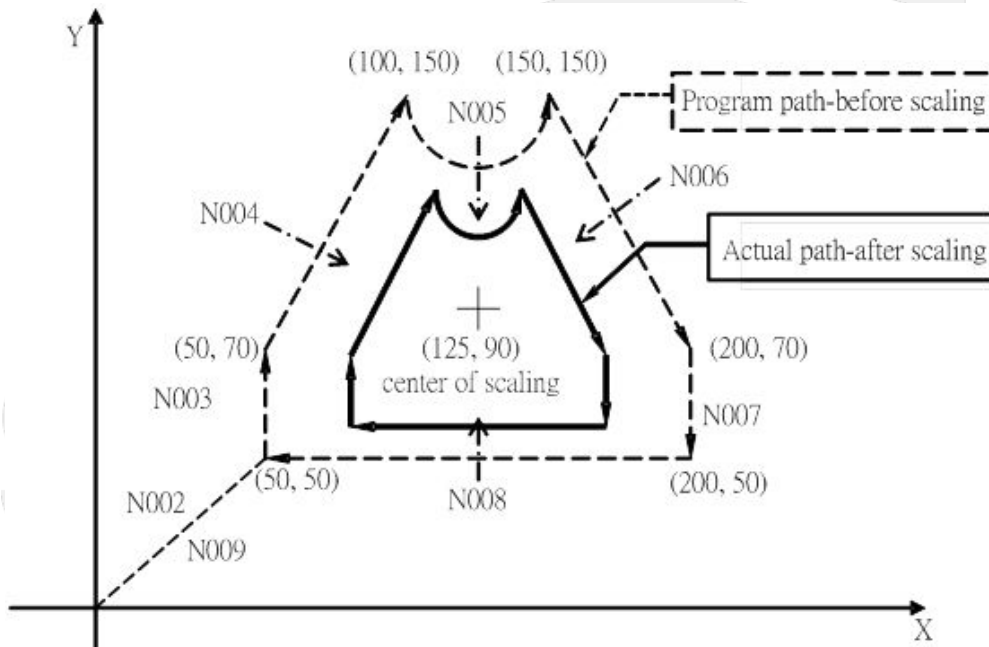 Y
(100, 150)
(150, 150)
N005
Program path-before scaling
N006
N004
Actual path-after scaling
(50, 70)
(125, 90)
center of scaling
(200, 70)
N003
N007
(50, 50)
(200, 50)
N002
N008
N009
X